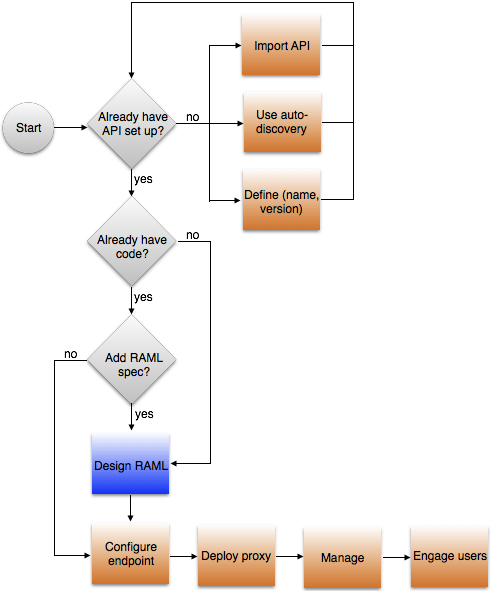 Import API
Already have
API set up?
no
Use auto-
discovery
Start
yes
Define (name,
version)
Already have
code?
no
yes
no
Add RAML
spec?
yes
Design RAML
Configure
endpoint
Deploy proxy
Manage
Engage users